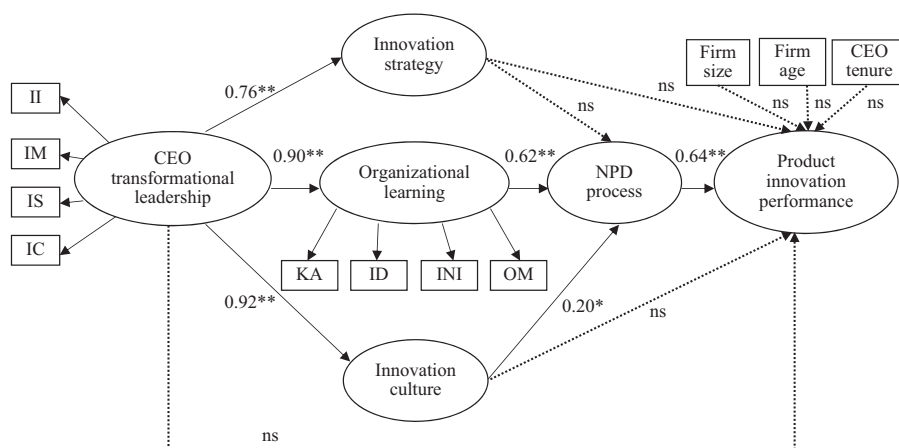 Innovation
strategy
Firm
size
Firm
age
CEO
tenure
II
IM
IS
IC
0.76**
ns
ns
ns
ns
ns
CEO
transformational
leadership
0.90**
Organizational
learning
0.62**
NPD
process
0.64**
Product
innovation
performance
KA
ID
INI
OM
0.92**
0.20*
ns
Innovation
culture
ns